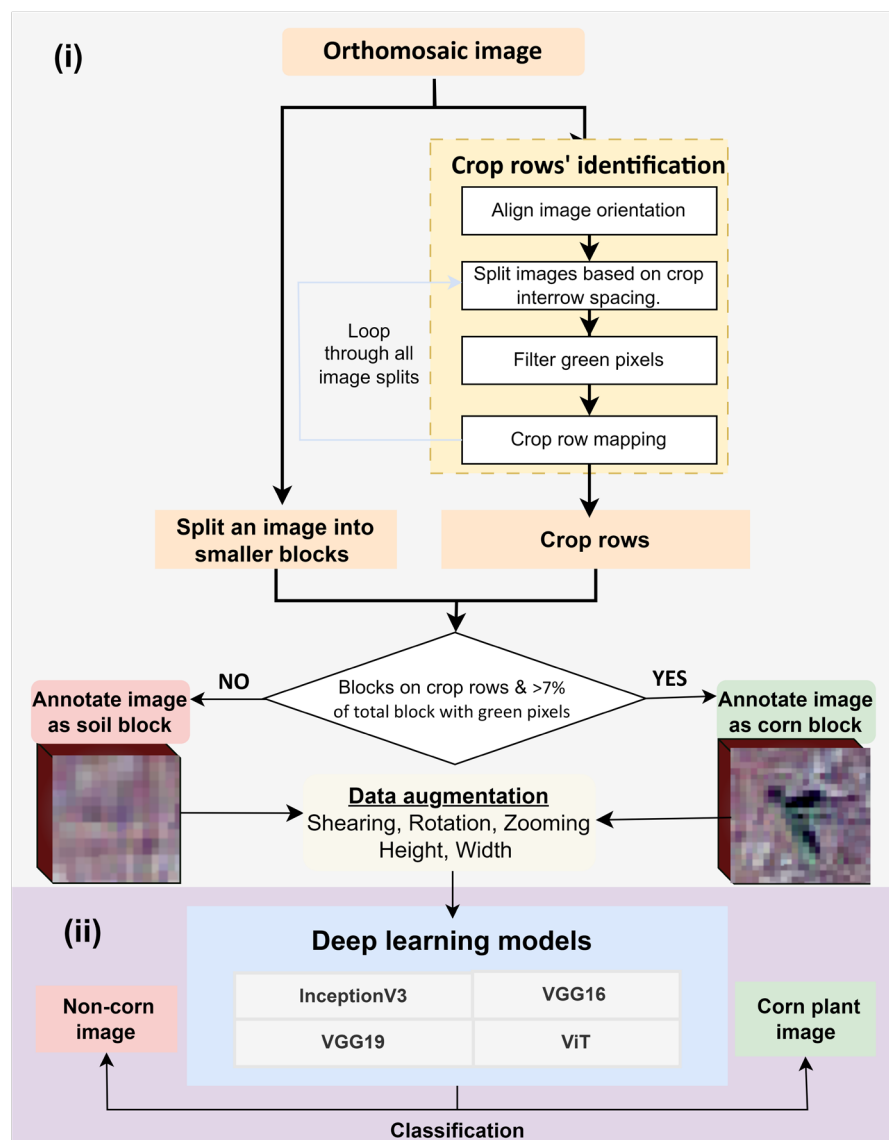 (i)
Orthomosaic image
Crop rows' identification
Align image orientation
Split images based on crop
interrow spacing.
Loop
through all
image splits
Filter green pixels
Crop row mapping
Split an image into
smaller blocks
Crop rows
NO
YES
Blocks on crop rows & >7%
of total block with green pixels
Annotate image
as soil block
Annotate image
as corn block
Data augmentation
Shearing, Rotation, Zooming
Height, Width
(ii)
Deep learning models
InceptionV3
VGG16
VGG19
ViT
Non-corn
image
Corn plant
image
Classification